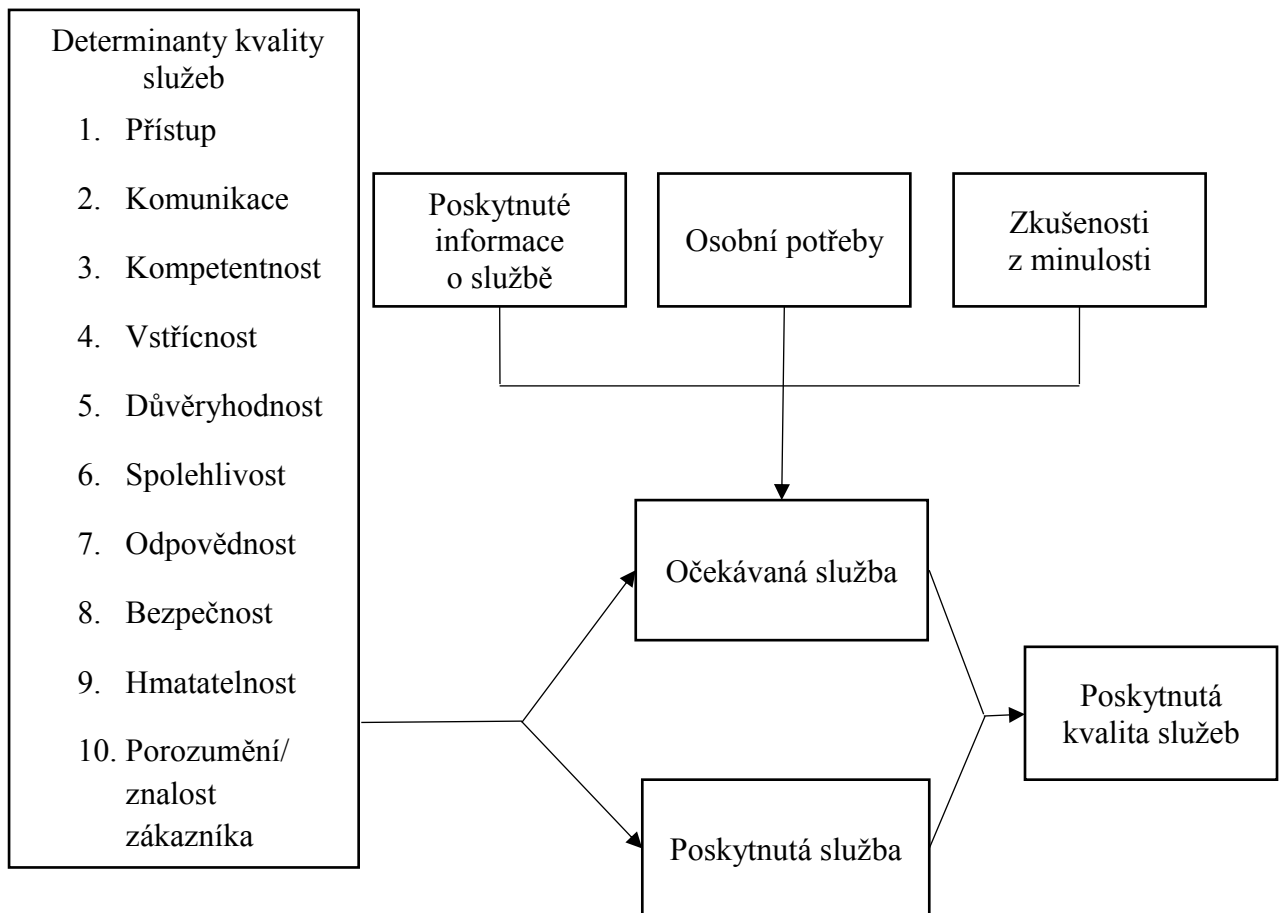 Determinanty kvality
služeb
1. Přístup
2. Komunikace
3. Kompetentnost
4. Vstřícnost
5. Důvěryhodnost
6. Spolehlivost
7. Odpovědnost
8. Bezpečnost
9. Hmatatelnost
10. Porozumění/
znalost
zákazníka
Poskytnuté
informace
o službě
Osobní potřeby
Zkušenosti
z minulosti
Očekávaná služba
Poskytnutá služba
Poskytnutá
kvalita služeb